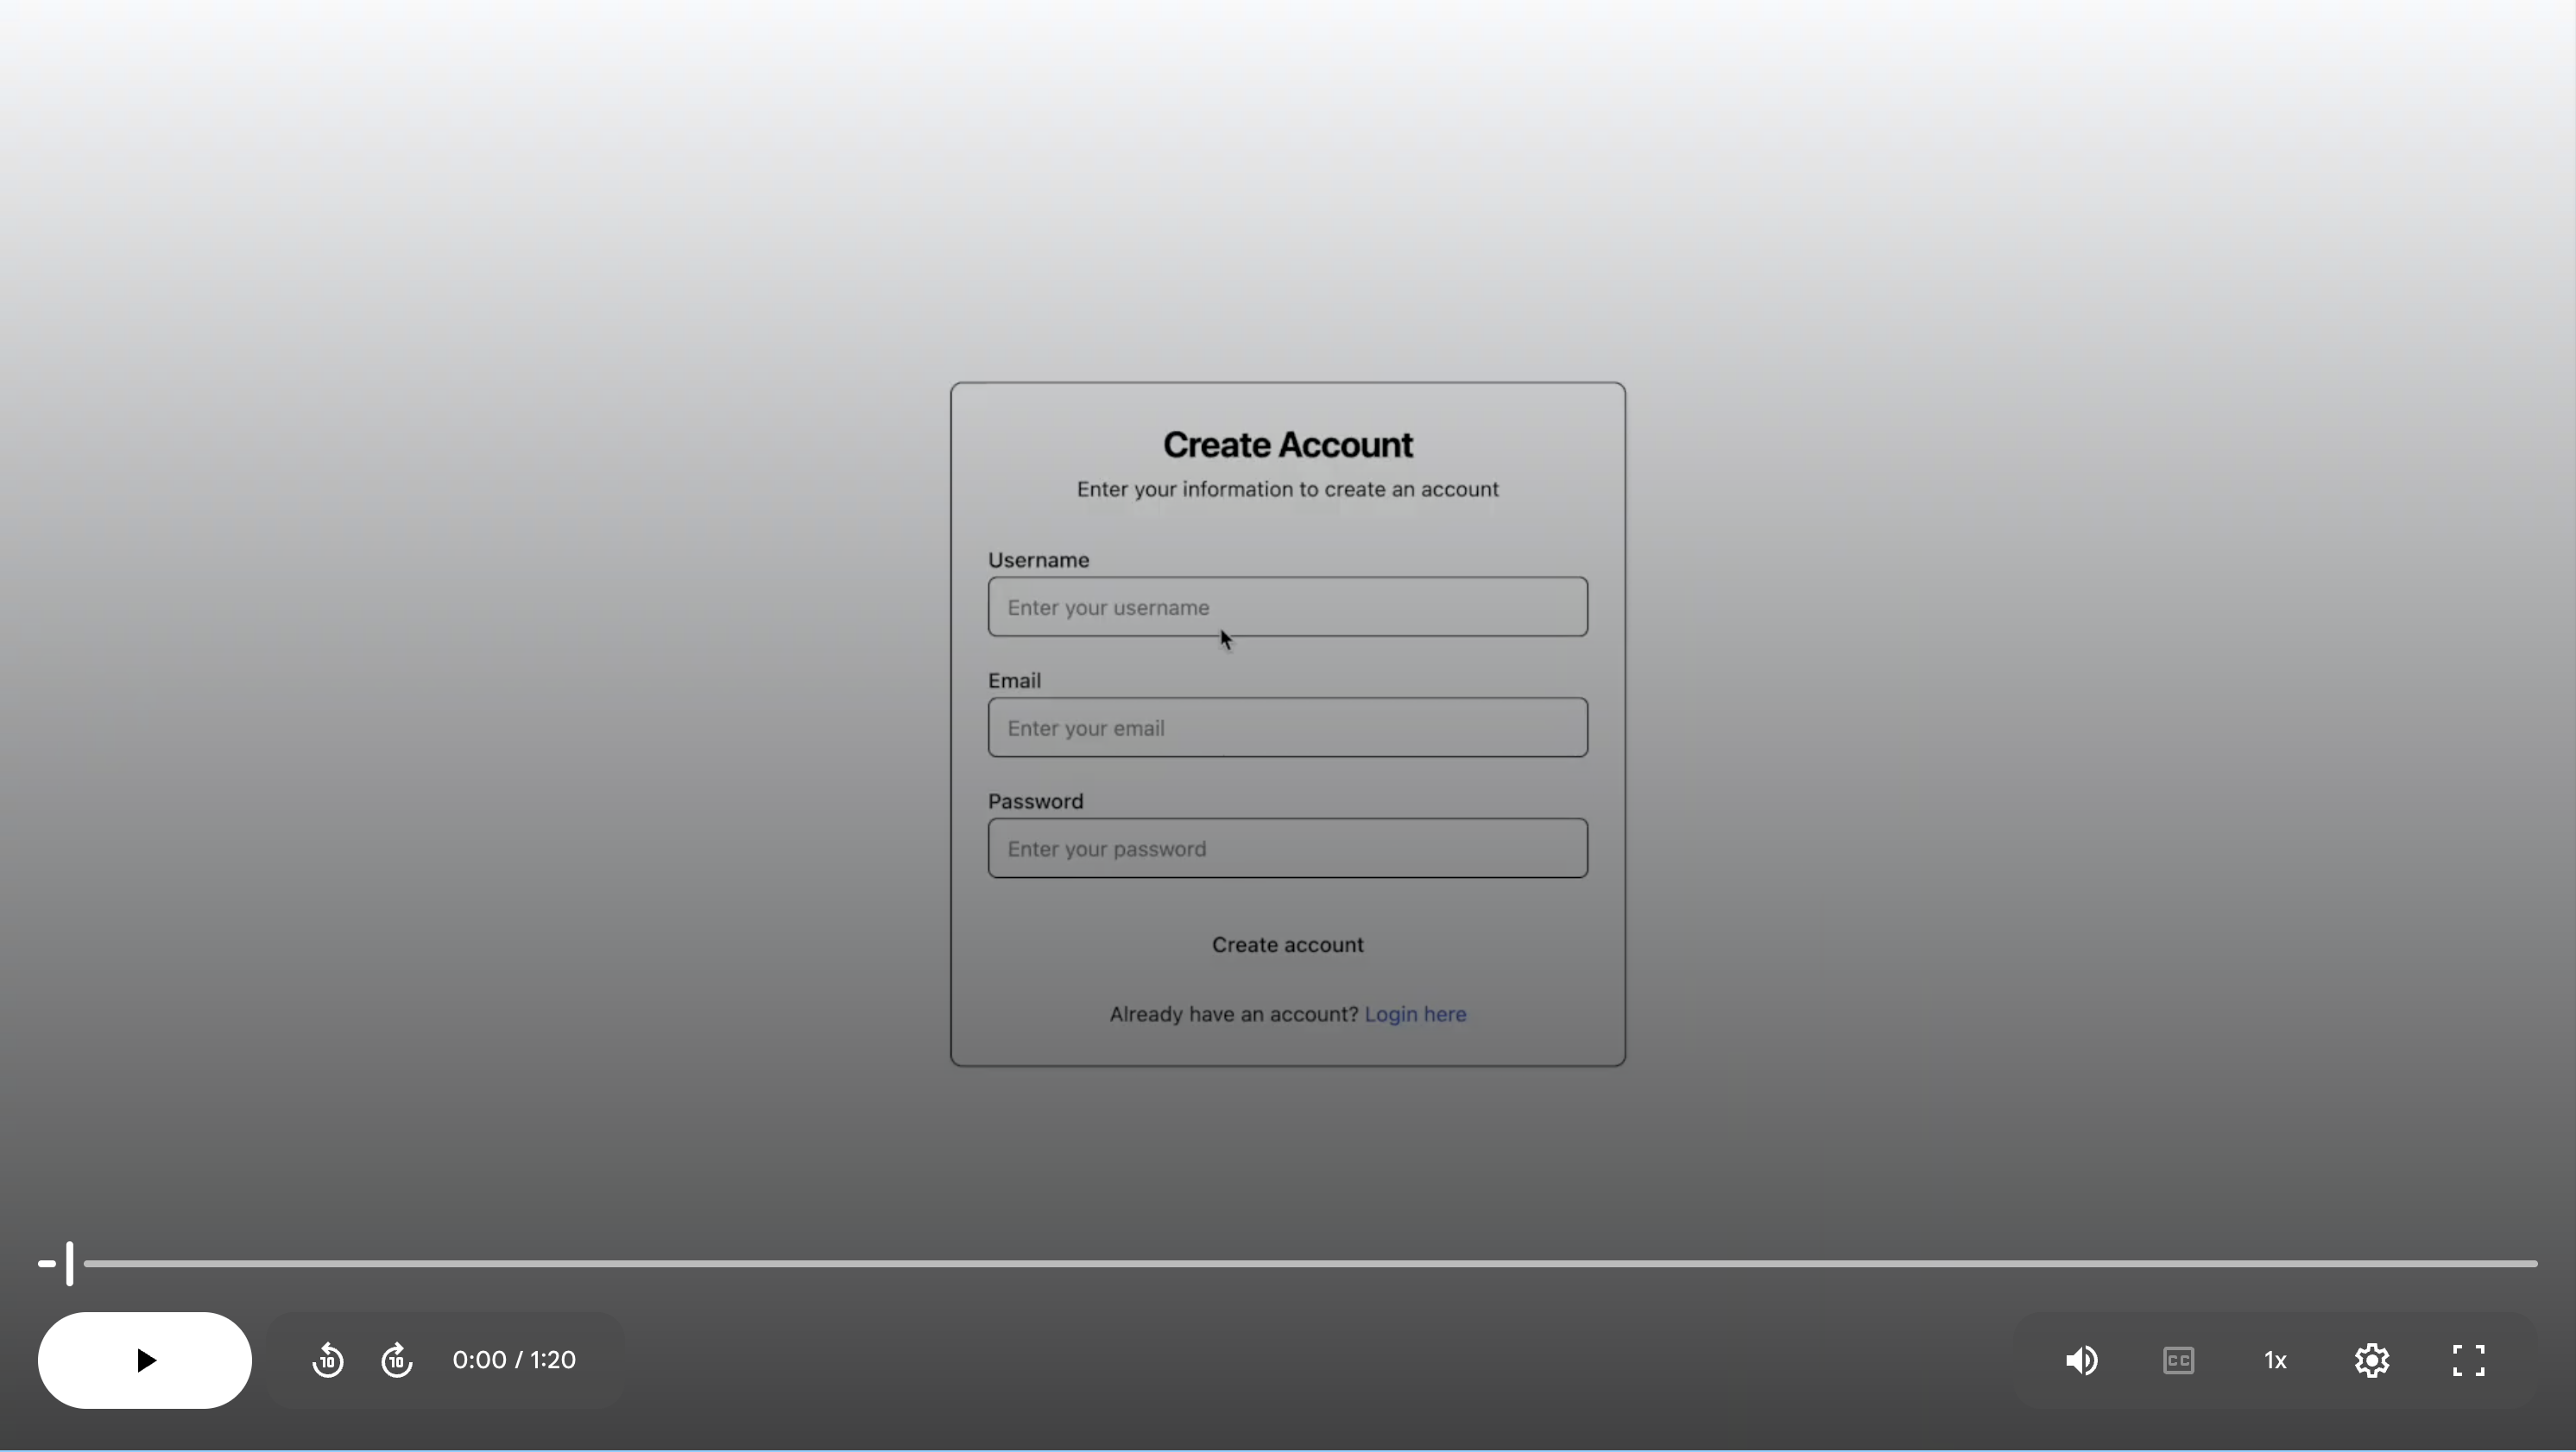 Create Account
Enter your information to create an account
Username
Enter your username
Email
Enter your email
Password
Enter your password
Create account
Already have an account? Login here
10 10 0:00 / 1:20 CC 1x